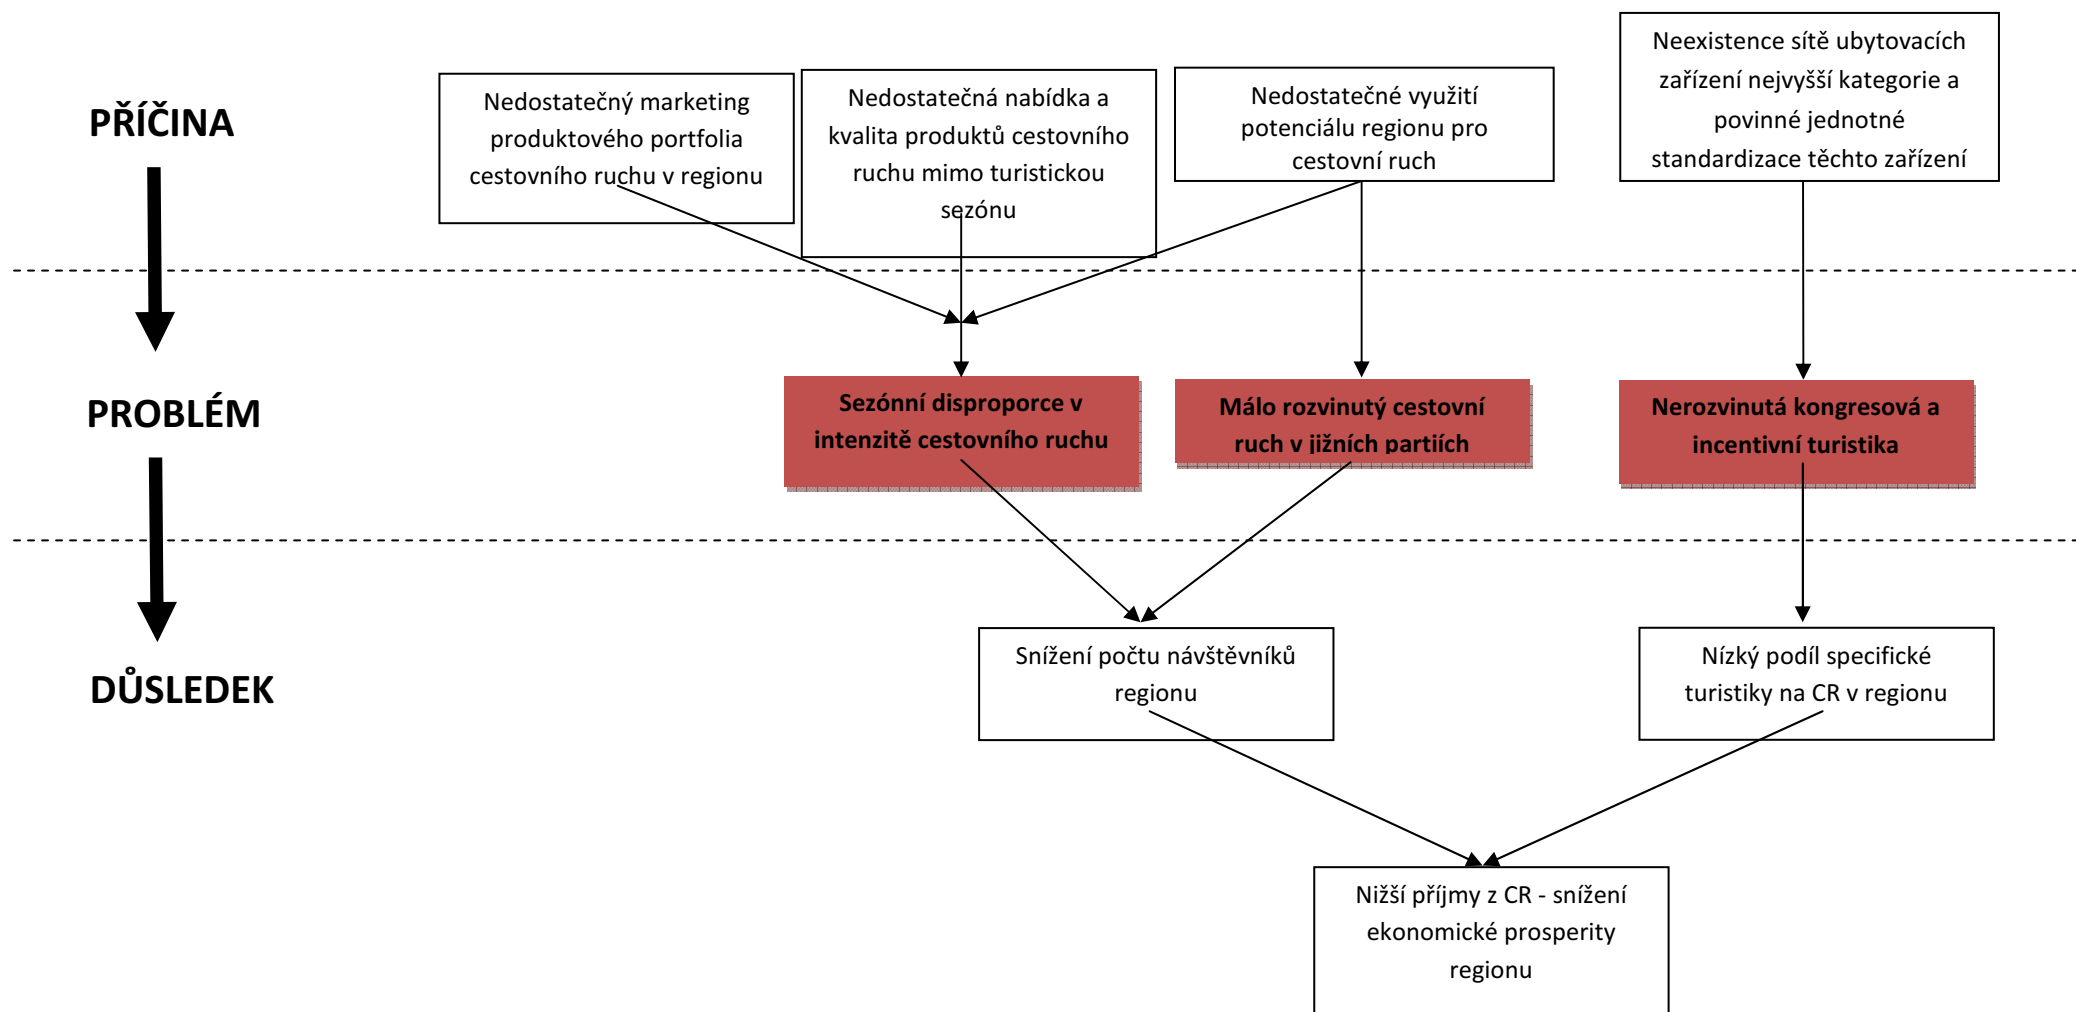 PŘÍČINA
Nedostatečný marketing
produktového portfolia
cestovního ruchu v regionu
Nedostatečná nabídka a
kvalita produktů cestovního
ruchu mimo turistickou
sezónu
Nedostatečné využití
potenciálu regionu pro
cestovní ruch
Neexistence sítě ubytovacích
zařízení nejvyšší kategorie a
povinné jednotné
standardizace těchto zařízení
PROBLÉM
Sezónní disproporce v
intenzitě cestovního ruchu
Málo rozvinutý cestovní
ruch v jižních partiích
Nerozvinutá kongresová a
incentivní turistika
DŮSLEDEK
Snížení počtu návštěvníků
regionu
Nízký podíl specifické
turistiky na CR v regionu
Nižší příjmy z CR - snížení
ekonomické prosperity
regionu